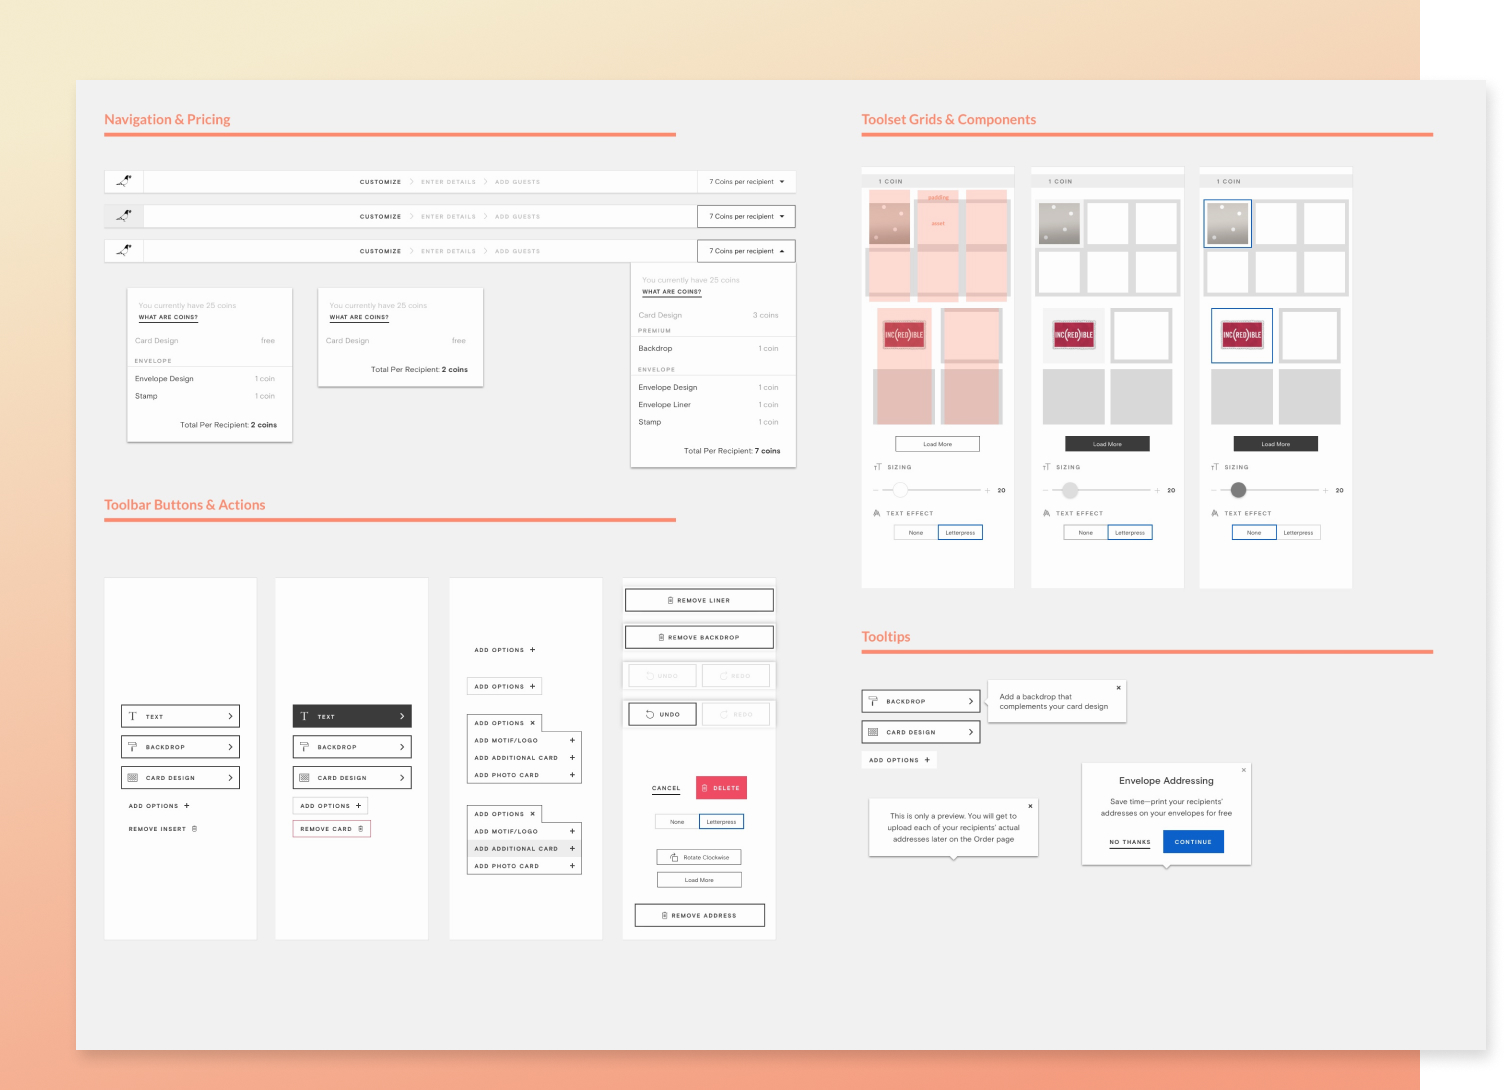 Navigation & Pricing
CUSTOMIZE ENTER DETAILS ADD GUESTS 7 Coins per recipient
CUSTOMIZE ENTER DETAILS ADD GUESTS 7 Coins per recipient
CUSTOMIZE ENTER DETAILS ADD GUESTS 7 Coins per recipient
You currently have 25 coins
WHAT ARE COINS?
Card Design free
ENVELOPE
Envelope Design 1 coin
Stamp 1 coin
Total Per Recipient: 2 coins
You currently have 25 coins
WHAT ARE COINS?
Card Design free
Total Per Recipient: 2 coins
You currently have 25 coins
WHAT ARE COINS?
Card Design 3 coins
PREMIUM
Backdrop 1 coin
ENVELOPE
Envelope Design 1 coin
Envelope Liner 1 coin
Stamp 1 coin
Total Per Recipient: 7 coins
Toolbar Buttons & Actions
TEXT
BACKDROP
CARD DESIGN
ADD OPTIONS +
REMOVE INSERT
TEXT
BACKDROP
CARD DESIGN
ADD OPTIONS +
REMOVE CARD
ADD OPTIONS +
ADD OPTIONS +
ADD OPTIONS ×
ADD MOTIF/LOGO +
ADD ADDITIONAL CARD +
ADD PHOTO CARD +
ADD OPTIONS ×
ADD MOTIF/LOGO +
ADD ADDITIONAL CARD +
ADD PHOTO CARD +
REMOVE LINER
REMOVE BACKDROP
UNDO REDO
UNDO REDO
CANCEL DELETE
None Letterpress
Rotate Clockwise
Load More
REMOVE ADDRESS
Toolset Grids & Components
1 COIN
padding
asset
INC(RED)IBLE
Load More
TT SIZING
− + 20
TEXT EFFECT
None Letterpress
1 COIN
INC(RED)IBLE
Load More
TT SIZING
− + 20
TEXT EFFECT
None Letterpress
1 COIN
INC(RED)IBLE
Load More
TT SIZING
− + 20
TEXT EFFECT
None Letterpress
Tooltips
BACKDROP
CARD DESIGN
ADD OPTIONS +
Add a backdrop that
complements your card design
This is only a preview. You will get to
upload each of your recipients' actual
addresses later on the Order page
Envelope Addressing
Save time—print your recipients'
addresses on your envelopes for free
NO THANKS CONTINUE